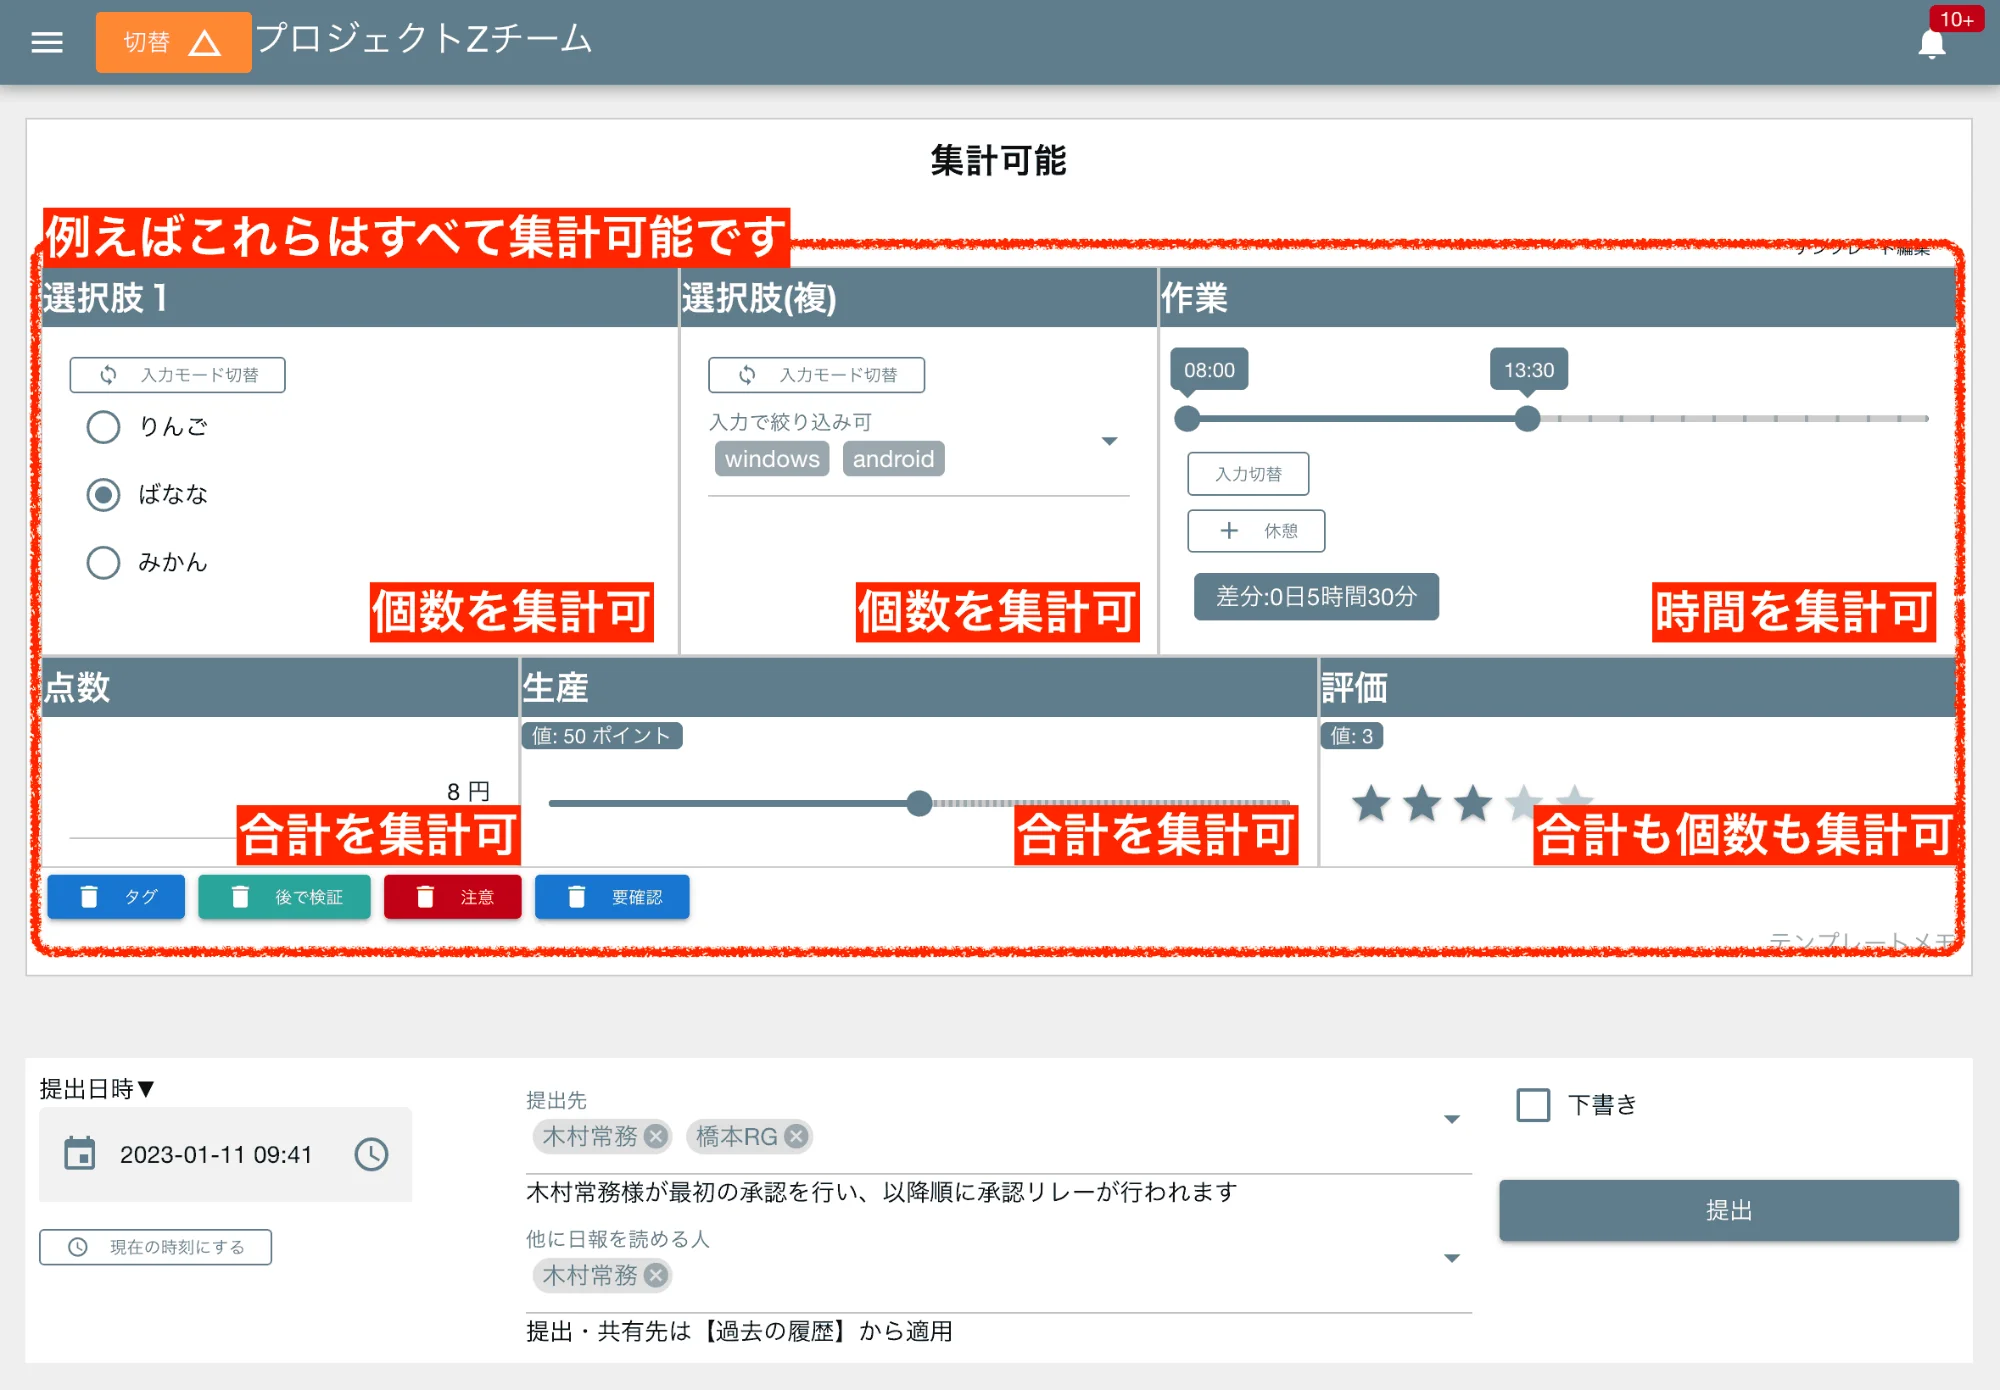 切替 プロジェクトZチーム
10+
集計可能
例えばこれらはすべて集計可能です
テンプレート編集
選択肢1
入力モード切替
りんご
ばなな
みかん
個数を集計可
選択肢(複)
入力モード切替
入力で絞り込み可
windows android
個数を集計可
作業
08:00 13:30
入力切替
休憩
差分:0日5時間30分
時間を集計可
点数
8 円
合計を集計可
生産
値: 50 ポイント
合計を集計可
評価
値: 3
合計も個数も集計可
タグ 後で検証 注意 要確認
テンプレートメモ
提出日時▼
2023-01-11 09:41
現在の時刻にする
提出先
木村常務 橋本RG
木村常務様が最初の承認を行い、以降順に承認リレーが行われます
他に日報を読める人
木村常務
提出・共有先は【過去の履歴】から適用
下書き
提出